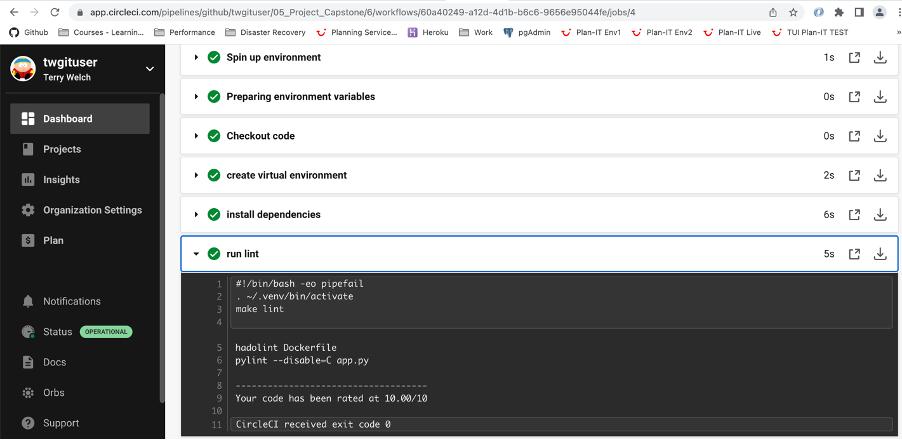 app.circleci.com/pipelines/github/twgituser/05_Project_Capstone/6/workflows/60a40249-a12d-4d1b-b6c6-9656e95044fe/jobs/4
Github Courses - Learnin... Performance Disaster Recovery Planning Service... Heroku Work pgAdmin Plan-IT Env1 Plan-IT Env2 Plan-IT Live TUI Plan-IT TEST »
twgituser
Terry Welch
Dashboard
Projects
Insights
Organization Settings
Plan
Notifications
Status OPERATIONAL
Docs
Orbs
Support
Spin up environment 1s
Preparing environment variables 0s
Checkout code 0s
create virtual environment 2s
install dependencies 6s
run lint 5s
1 #!/bin/bash -eo pipefail
2 . ~/.venv/bin/activate
3 make lint
4
5 hadolint Dockerfile
6 pylint --disable=C app.py
7
8 ------------------------------------
9 Your code has been rated at 10.00/10
10
11 CircleCI received exit code 0